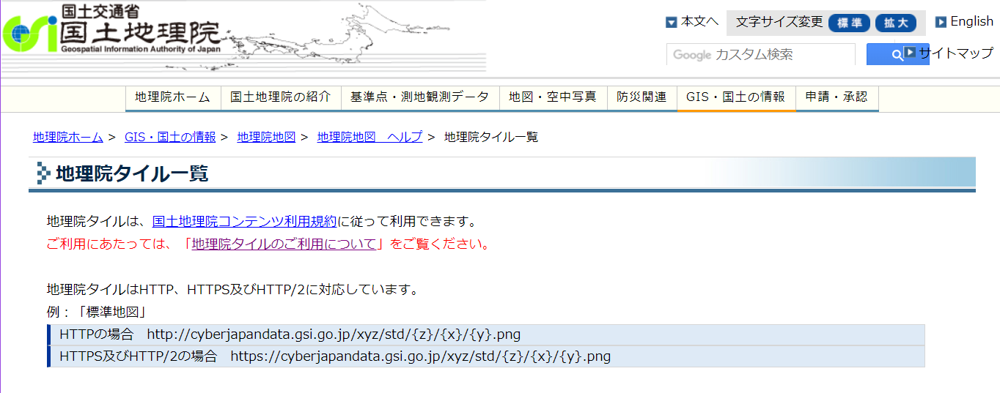 国土交通省
国土地理院
Geospatial Information Authority of Japan
本文へ 文字サイズ変更 標準 拡大 English
Google カスタム検索 サイトマップ
地理院ホーム 国土地理院の紹介 基準点・測地観測データ 地図・空中写真 防災関連 GIS・国土の情報 申請・承認
地理院ホーム > GIS・国土の情報 > 地理院地図 > 地理院地図　ヘルプ > 地理院タイル一覧
地理院タイル一覧
地理院タイルは、国土地理院コンテンツ利用規約に従って利用できます。
ご利用にあたっては、「地理院タイルのご利用について」をご覧ください。
地理院タイルはHTTP、HTTPS及びHTTP/2に対応しています。
例：「標準地図」
HTTPの場合　http://cyberjapandata.gsi.go.jp/xyz/std/{z}/{x}/{y}.png
HTTPS及びHTTP/2の場合　https://cyberjapandata.gsi.go.jp/xyz/std/{z}/{x}/{y}.png